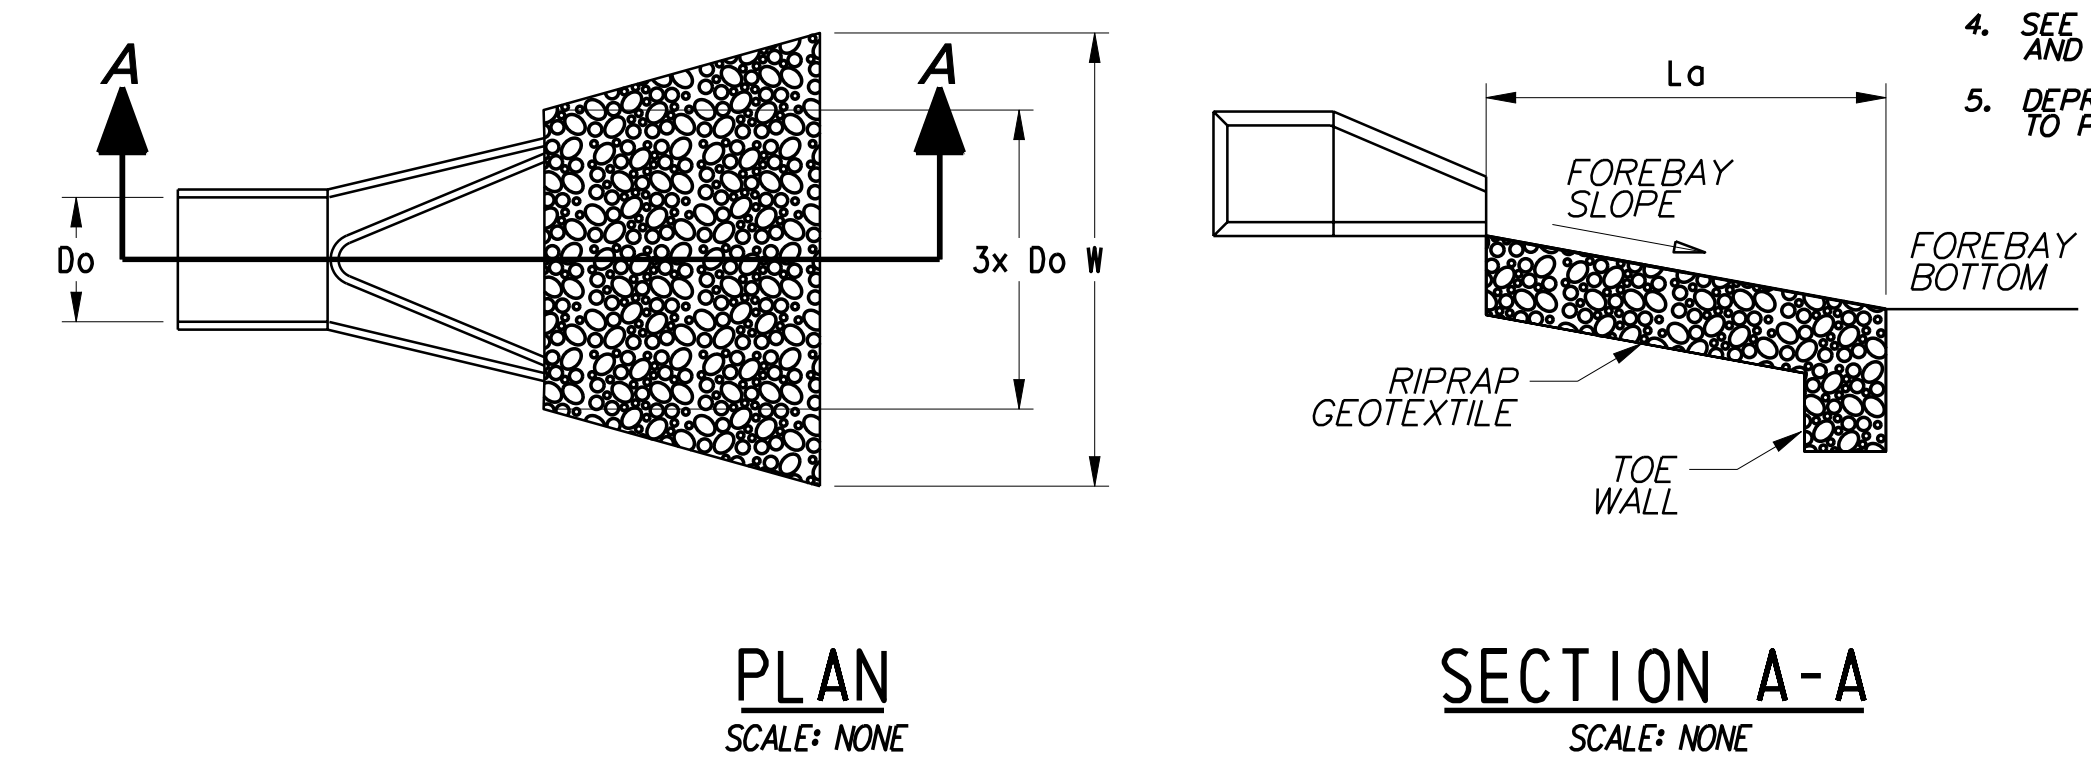 A
A
Do
3x Do
W
PLAN
SCALE: NONE
La
FOREBAY
SLOPE
FOREBAY
BOTTOM
RIPRAP
GEOTEXTILE
TOE
WALL
SECTION A-A
SCALE: NONE
4. SEE
AND
5. DEPR
TO